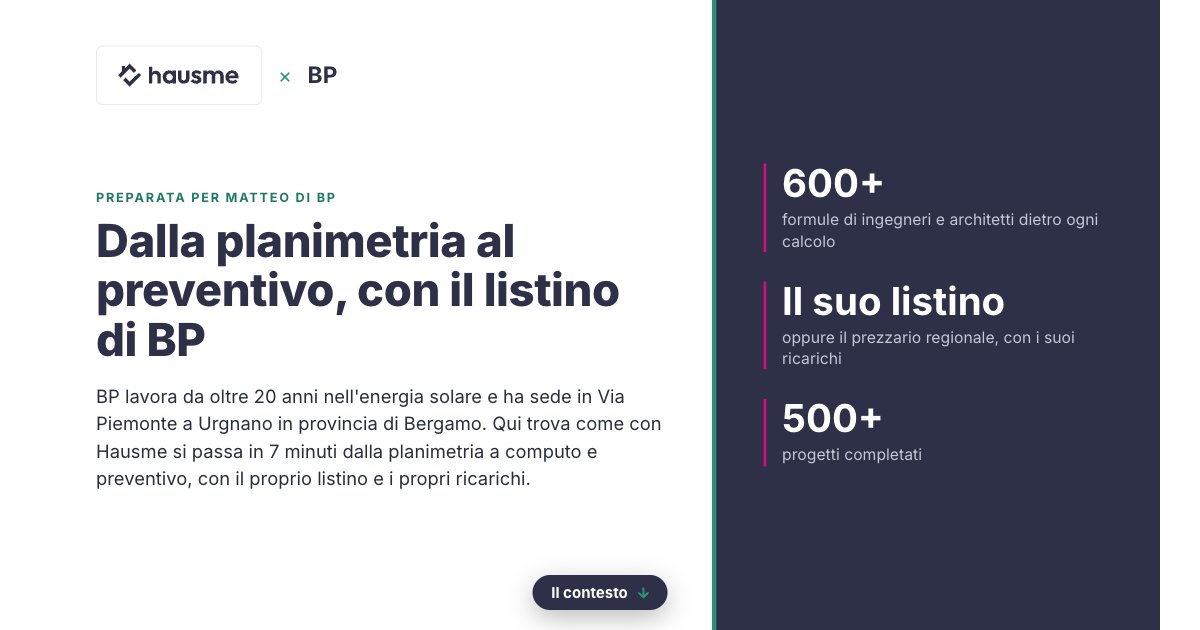 hausme × BP
PREPARATA PER MATTEO DI BP
Dalla planimetria al
preventivo, con il listino
di BP
BP lavora da oltre 20 anni nell'energia solare e ha sede in Via
Piemonte a Urgnano in provincia di Bergamo. Qui trova come con
Hausme si passa in 7 minuti dalla planimetria a computo e
preventivo, con il proprio listino e i propri ricarichi.
Il contesto ↓
600+
formule di ingegneri e architetti dietro ogni
calcolo
Il suo listino
oppure il prezzario regionale, con i suoi
ricarichi
500+
progetti completati